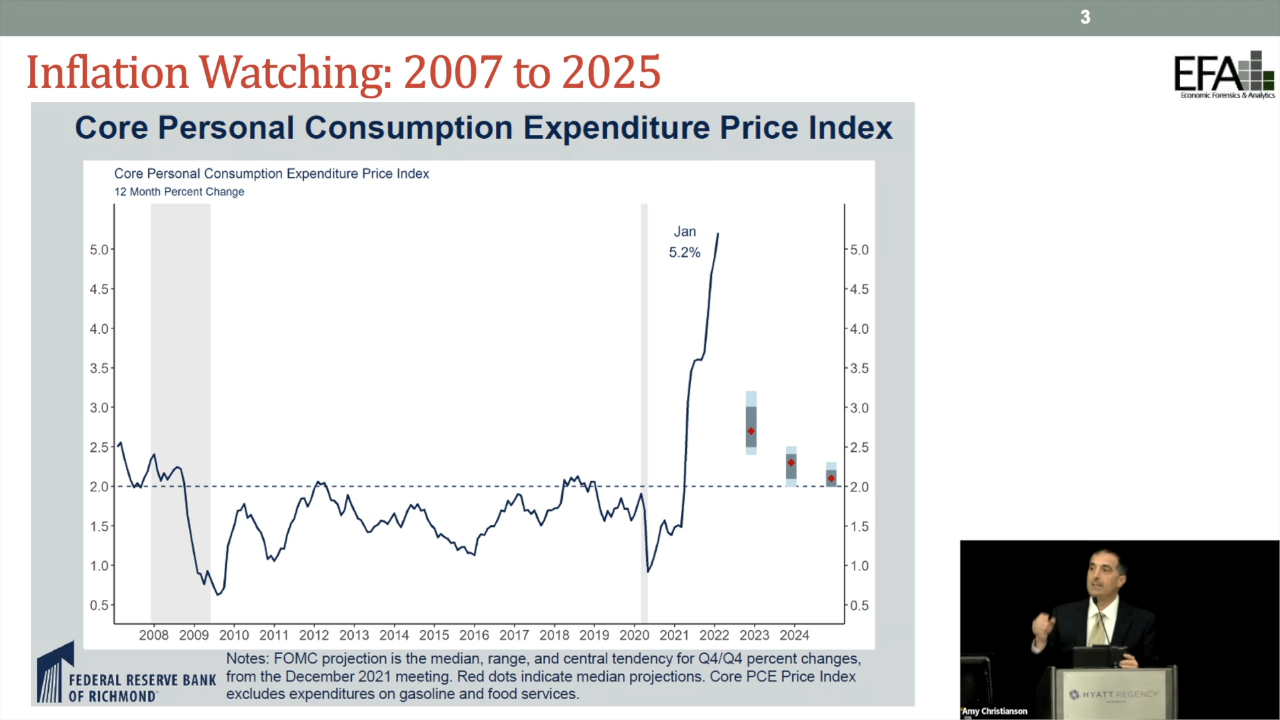 3
Inflation Watching: 2007 to 2025
EFA
Economic Forensics & Analytics
Core Personal Consumption Expenditure Price Index
Core Personal Consumption Expenditure Price Index
12 Month Percent Change
Jan
5.2%
5.0
4.5
4.0
3.5
3.0
2.5
2.0
1.5
1.0
0.5
5.0
4.5
4.0
3.5
3.0
2.5
2.0
1.5
1.0
0.5
2008 2009 2010 2011 2012 2013 2014 2015 2016 2017 2018 2019 2020 2021 2022 2023 2024
FEDERAL RESERVE BANK
OF RICHMOND
Notes: FOMC projection is the median, range, and central tendency for Q4/Q4 percent changes,
from the December 2021 meeting. Red dots indicate median projections. Core PCE Price Index
excludes expenditures on gasoline and food services.
HYATT REGENCY
Amy Christianson